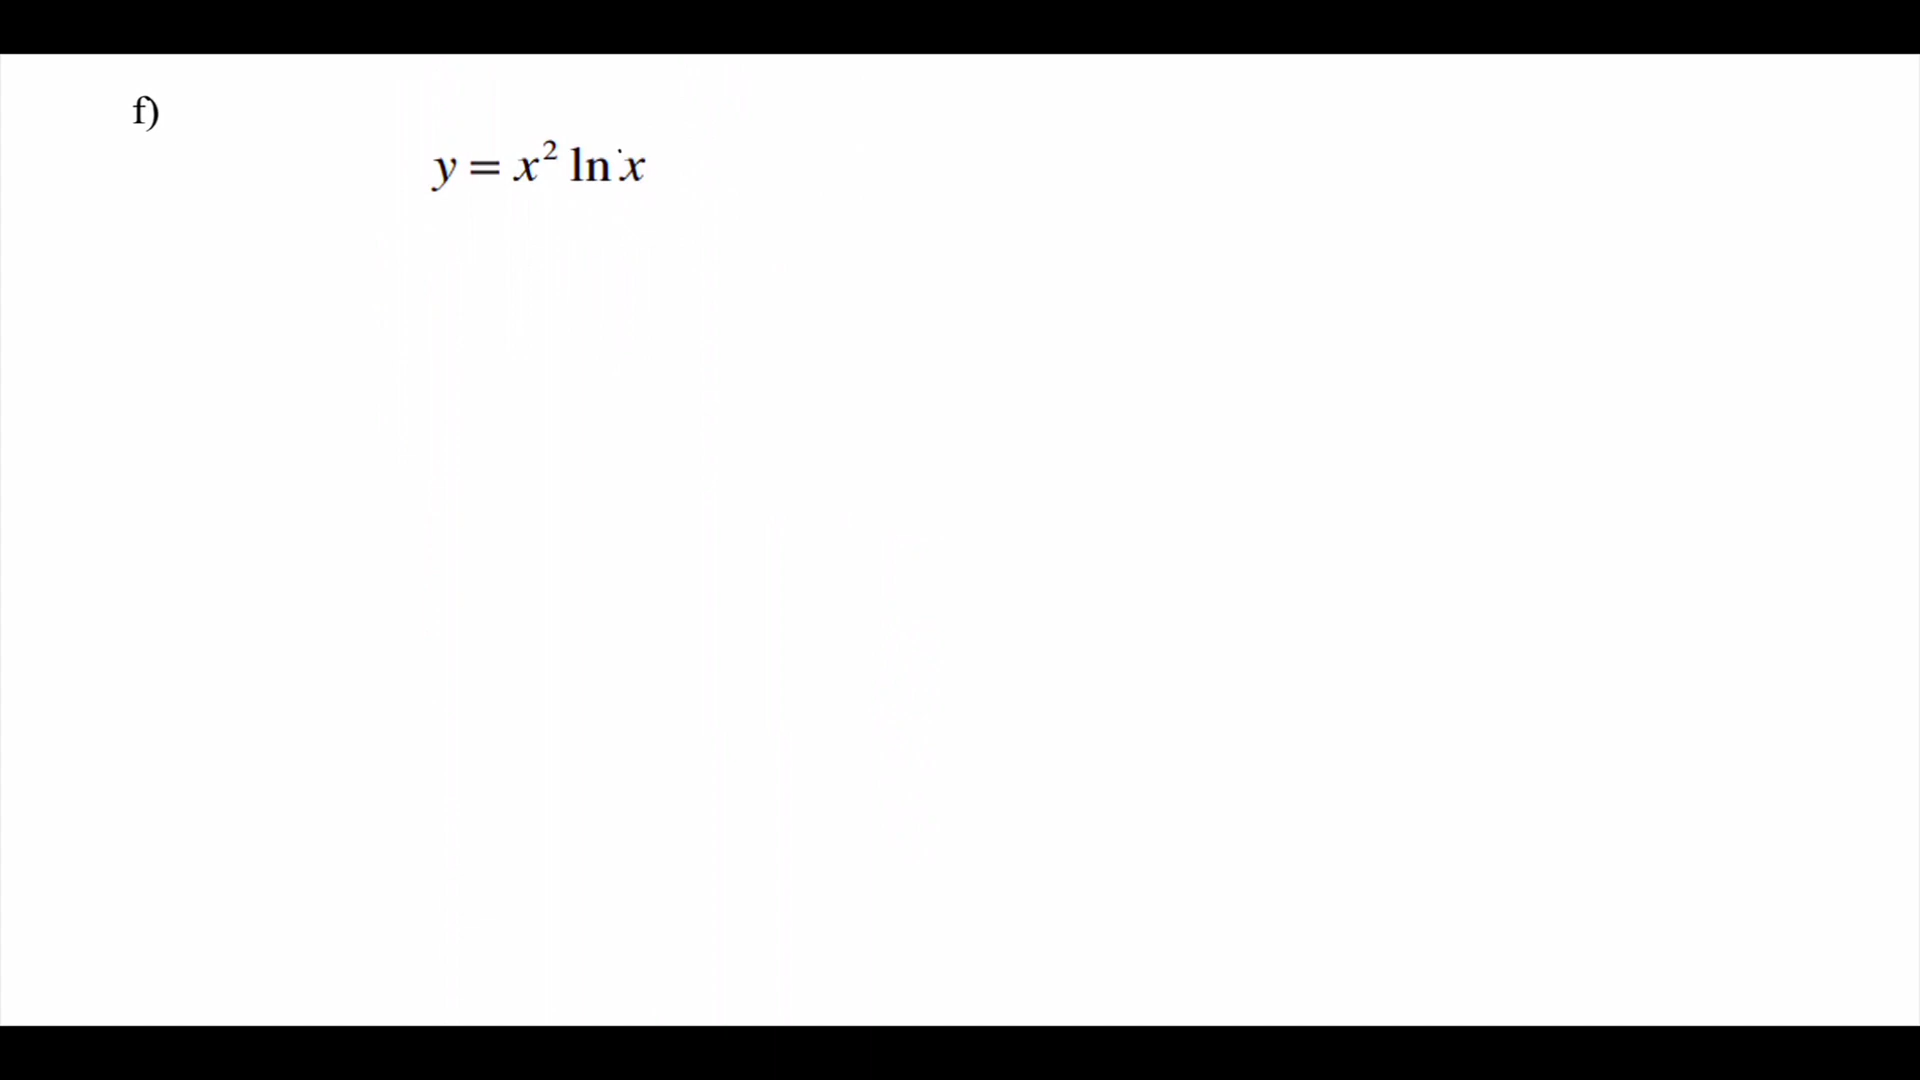 f)
y = x² ln x